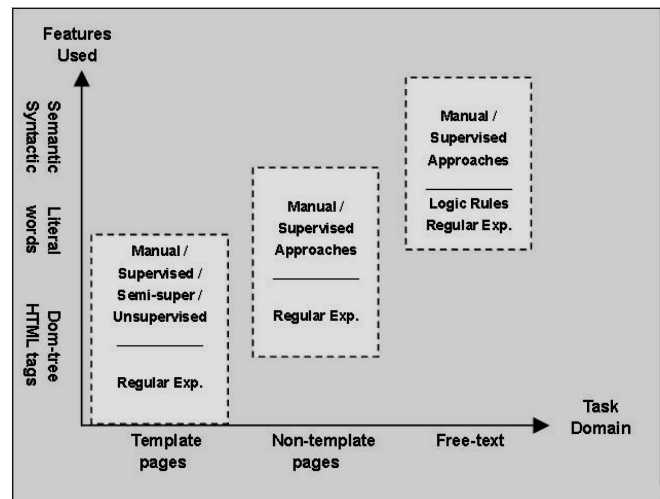 Features
Used
Semantic
Syntactic
Literal
words
Dom-tree
HTML tags
Manual /
Supervised /
Semi-super /
Unsupervised
Regular Exp.
Manual /
Supervised
Approaches
Regular Exp.
Manual /
Supervised
Approaches
Logic Rules
Regular Exp.
Template
pages
Non-template
pages
Free-text
Task
Domain